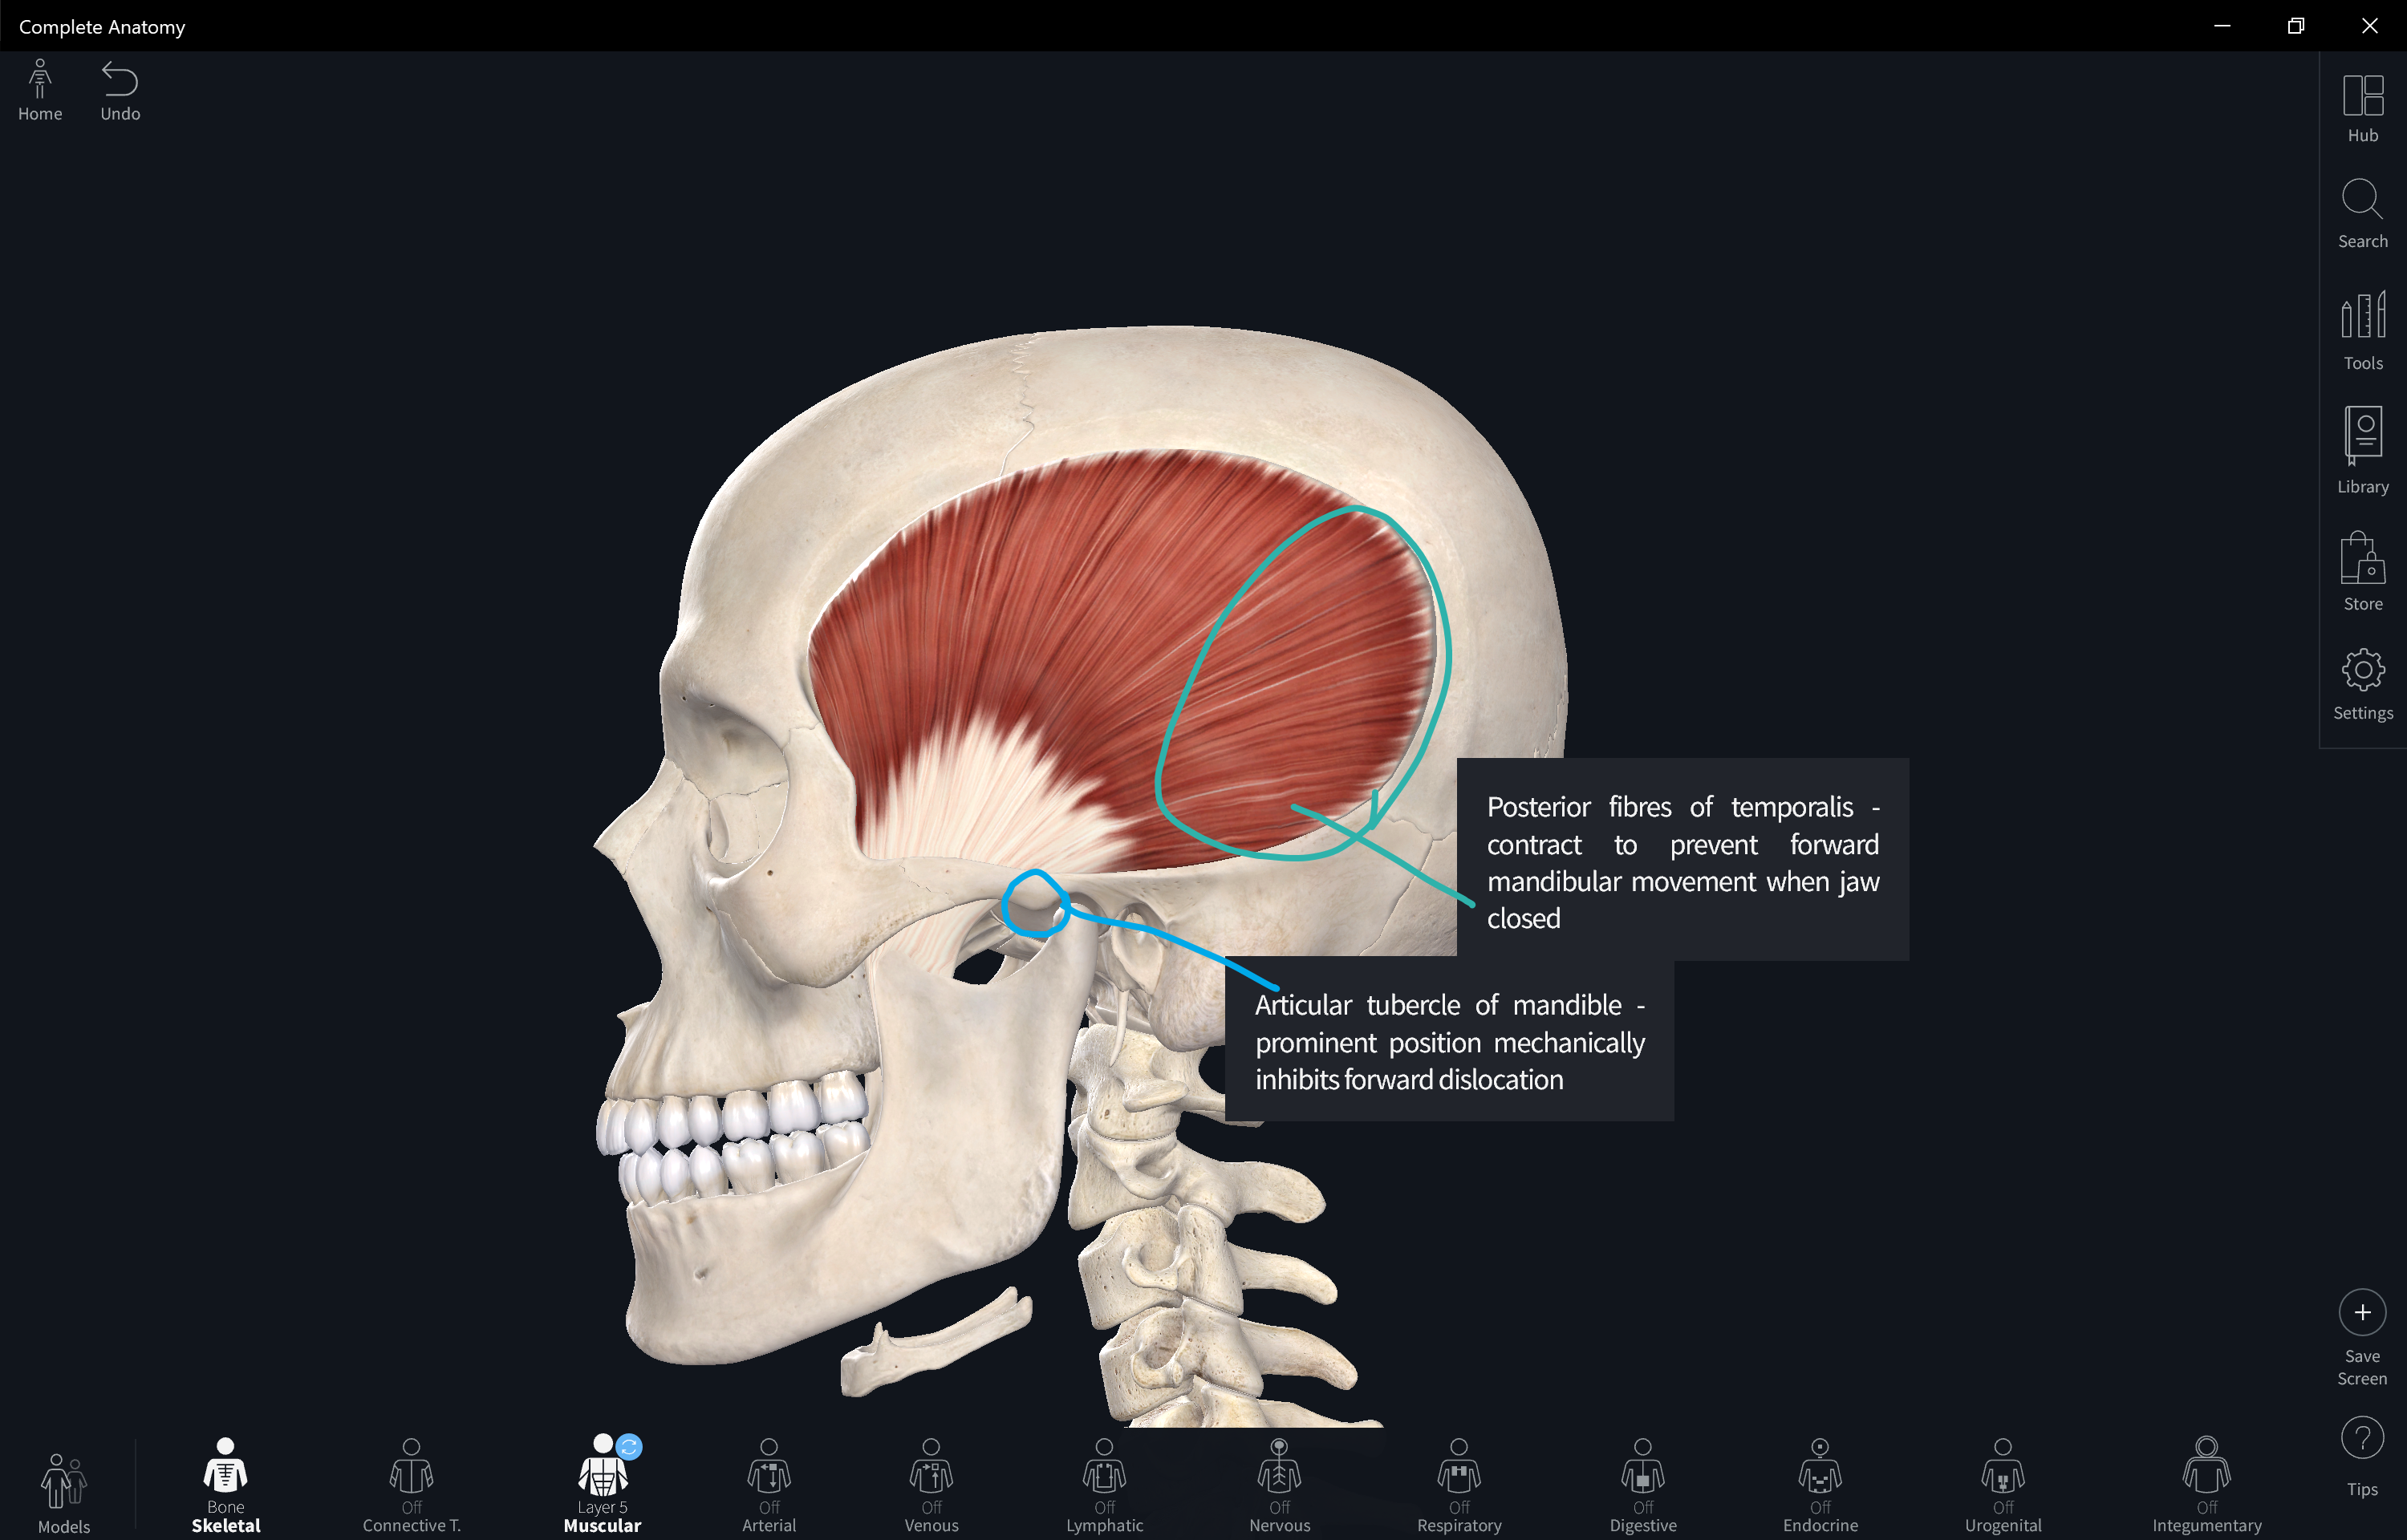 Complete Anatomy
Home
Undo
Hub
Search
Tools
Library
Store
Settings
Posterior fibres of temporalis -
contract to prevent forward
mandibular movement when jaw
closed
Articular tubercle of mandible -
prominent position mechanically
inhibits forward dislocation
Save
Screen
Tips
Models
Bone
Skeletal
Off
Connective T.
Layer 5
Muscular
Off
Arterial
Off
Venous
Off
Lymphatic
Off
Nervous
Off
Respiratory
Off
Digestive
Off
Endocrine
Off
Urogenital
Off
Integumentary